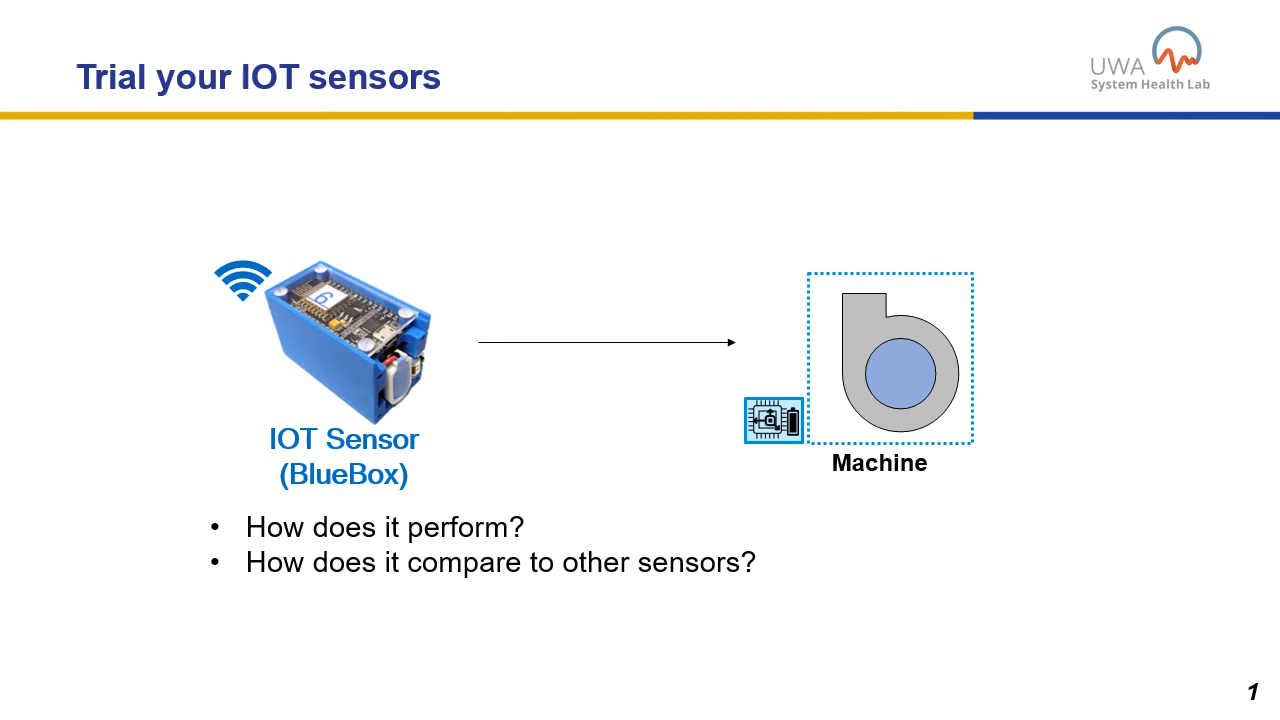 Trial your IOT sensors
UWA
System Health Lab
6
IOT Sensor
(BlueBox)
Machine
• How does it perform?
• How does it compare to other sensors?
1